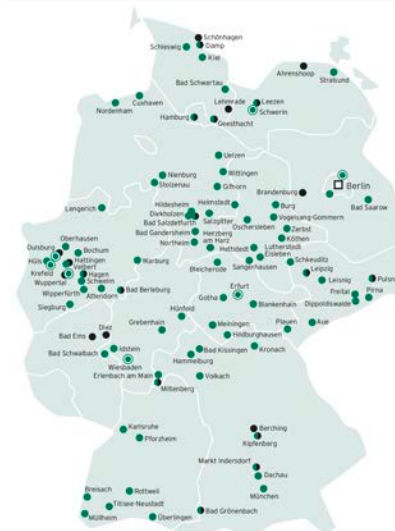 Schönhagen
Schleswig
Damp
Kiel
Ahrenshoop
Stralsund
Bad Schwartau
Cuxhaven
Nordenham
Lehmrade
Leezen
Schwerin
Hamburg
Geesthacht
Uelzen
Nienburg
Wittingen
Stolzenau
Gifhorn
Berlin
Brandenburg
Bad Saarow
Hildesheim
Helmstedt
Lengerich
Diekholzen
Burg
Bad Salzdetfurth
Salzgitter
Vogelsang-Gommern
Bad Gandersheim
Oschersleben
Zerbst
Northeim
Herzberg
am Harz
Köthen
Oberhausen
Duisburg
Bochum
Hettstedt
Lutherstadt
Eisleben
Hüls
Hattingen
Velbert
Warburg
Schkeuditz
Krefeld
Hagen
Bleicherode
Sangerhausen
Leipzig
Wuppertal
Schwelm
Leisnig
Pulsnitz
Wipperfürth
Attendorn
Bad Berleburg
Erfurt
Freital
Pirna
Siegburg
Gotha
Blankenhain
Dippoldiswalde
Hünfeld
Grebenhain
Meiningen
Plauen
Aue
Bad Ems
Diez
Hildburghausen
Idstein
Bad Kissingen
Kronach
Bad Schwalbach
Hammelburg
Wiesbaden
Erlenbach am Main
Volkach
Miltenberg
Karlsruhe
Berching
Pforzheim
Kipfenberg
Markt Indersdorf
Dachau
Breisach
Rottweil
München
Titisee-Neustadt
Müllheim
Überlingen
Bad Grönenbach